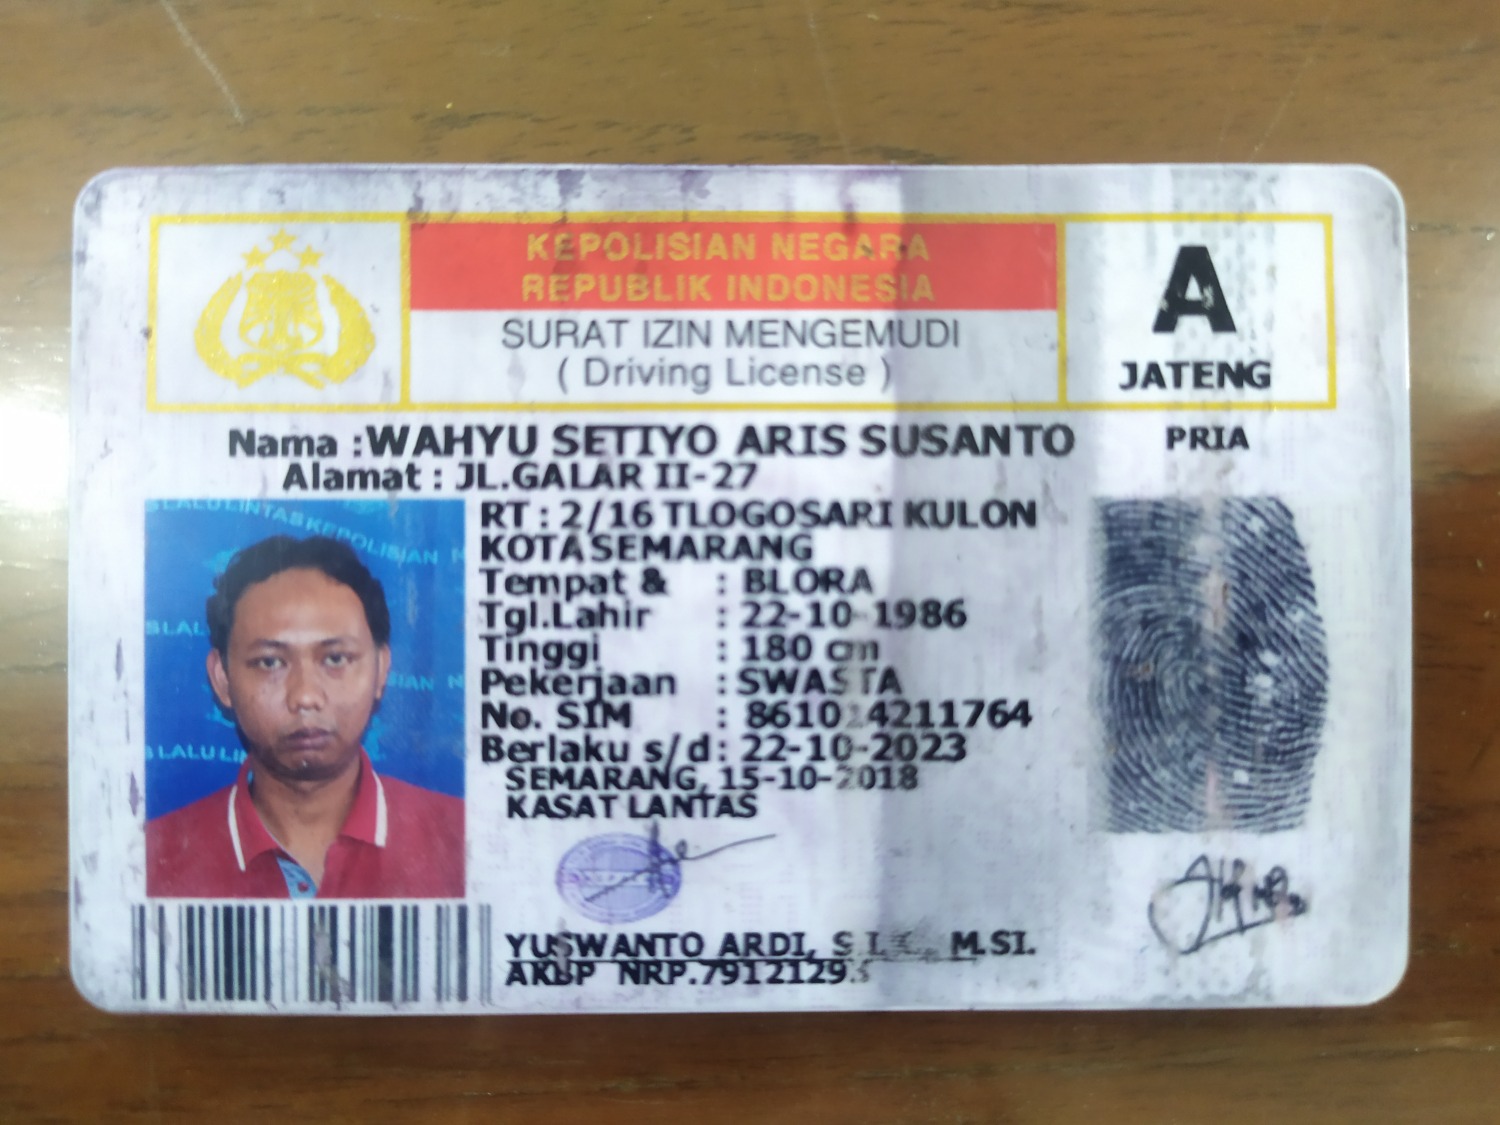 KEPOLISIAN NEGARA
REPUBLIK INDONESIA
SURAT IZIN MENGEMUDI
( Driving License )
A
JATENG
Nama : WAHYU SETIYO ARIS SUSANTO
PRIA
Alamat : JL.GALAR II-27
RT : 2/16 TLOGOSARI KULON
KOTA SEMARANG
Tempat & : BLORA
Tgl.Lahir : 22-10-1986
Tinggi : 180 cm
Pekerjaan : SWASTA
No. SIM :
Berlaku s/d : 22-10-2023
SEMARANG, 15-10-2018
KASAT LANTAS
YUSWANTO ARDI, M.SI.
AKBP